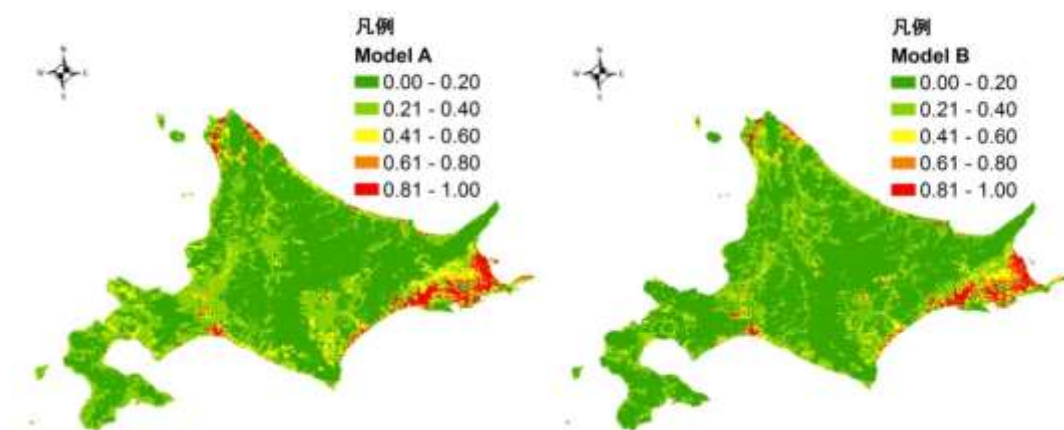 凡例
Model A
0.00 - 0.20
0.21 - 0.40
0.41 - 0.60
0.61 - 0.80
0.81 - 1.00
N
W E
S
凡例
Model B
0.00 - 0.20
0.21 - 0.40
0.41 - 0.60
0.61 - 0.80
0.81 - 1.00
N
W E
S